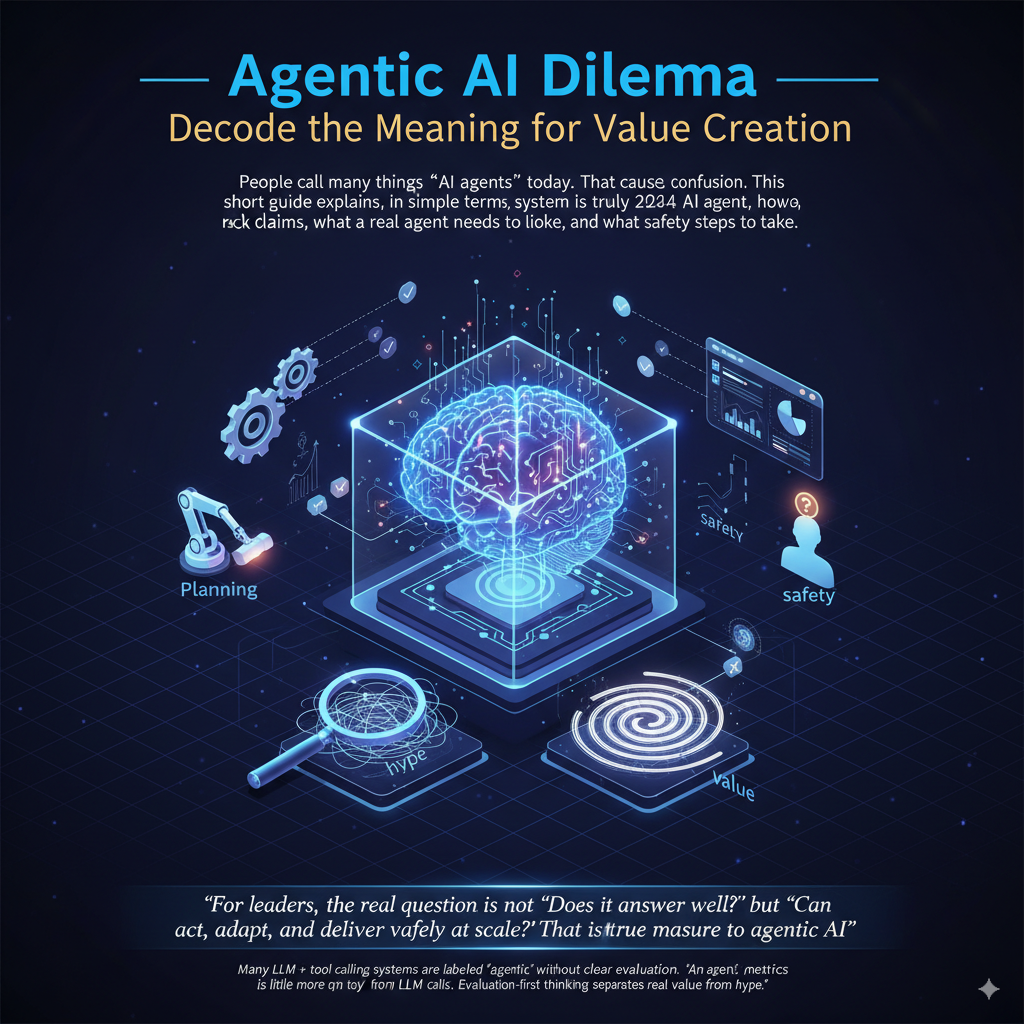 Agentic AI Dilemma
Decode the Meaning for Value Creation
People call many things “AI agents” today. That cause confusion. This
short guide explains, in simple terms, system is truly 2234 AI agent, how
claims, what a real agent needs to lioke, and what safety steps to take.
Planning
safety
safety
hype
value
“For leaders, the real question is not “Does it answer well?” but “Can
act, adapt, and deliver vafely at scale?” That is true masure to agentic AI”
Many LLM + tool calling systems are labeled “agentic” without clear evaluation. “An agent, metrics
is little more on toy from LLM calls. Evaluation-first thinking separates real value from hype.”